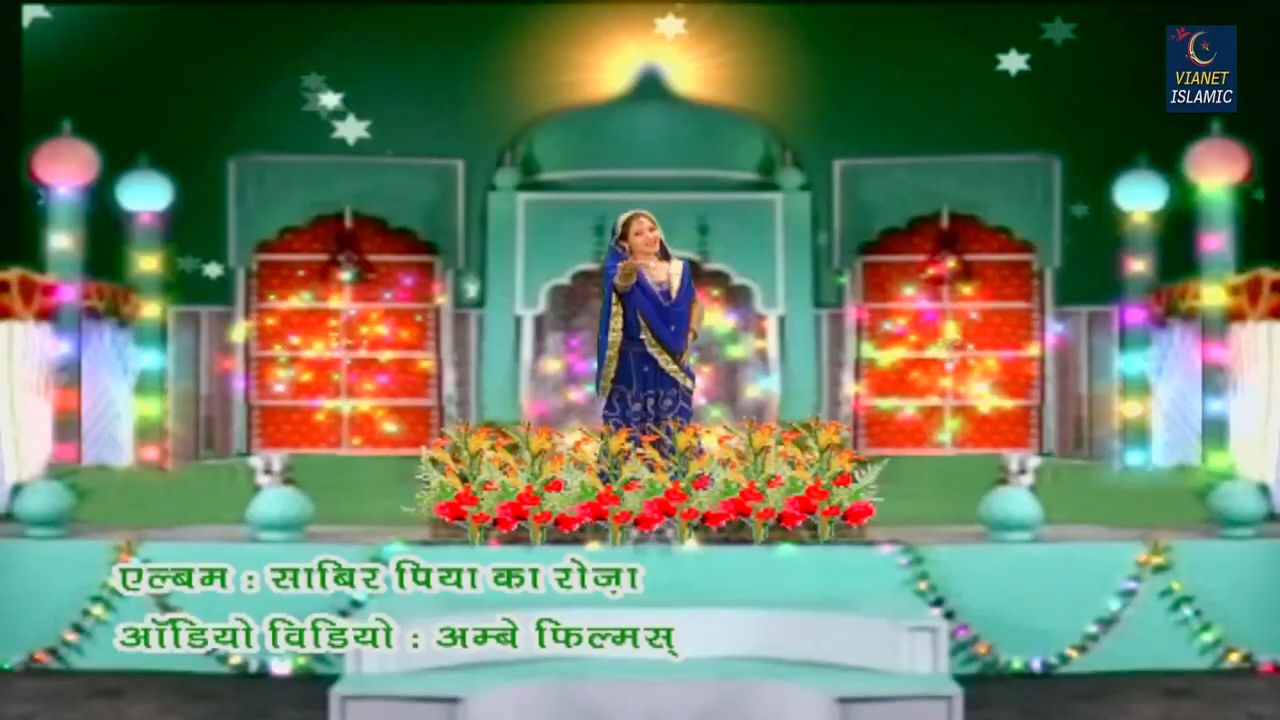 VIANET
ISLAMIC
एल्बम : साबिर पिया का रोज़ा
ऑडियो विडियो : अम्बे फिल्मस्